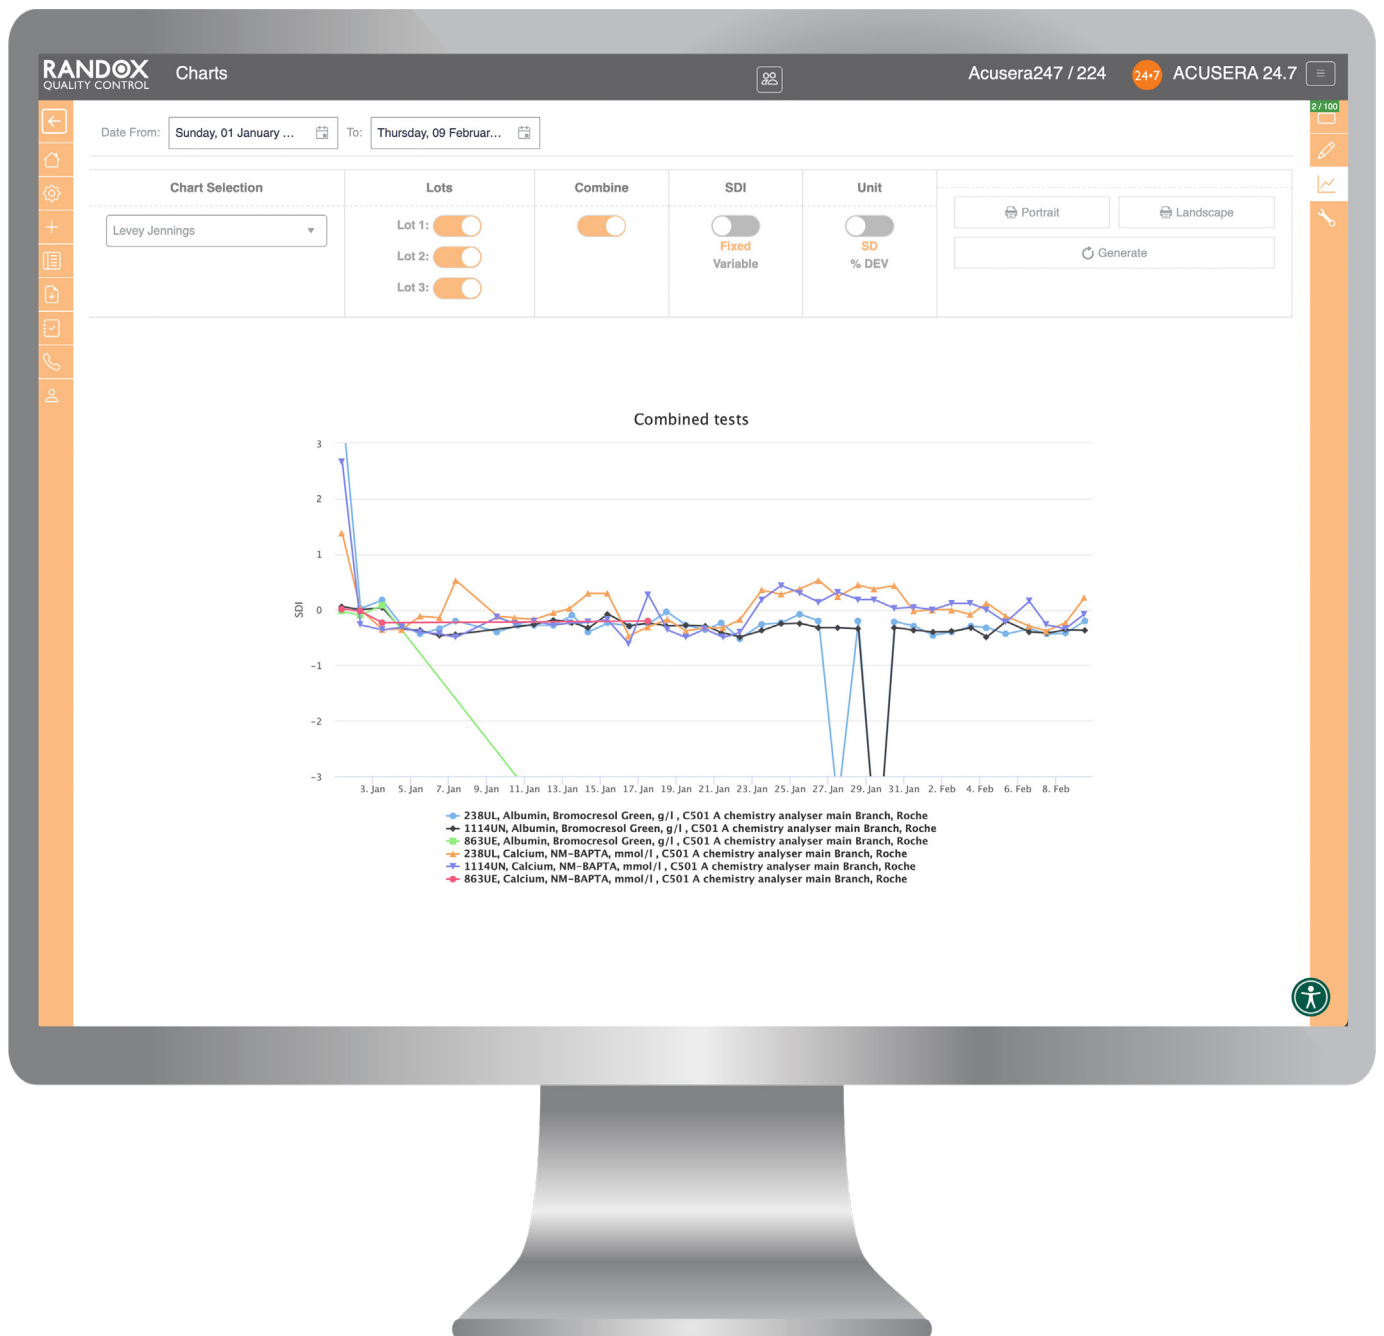 RANDOX
QUALITY CONTROL
Charts
Acusera247 / 224
24•7
ACUSERA 24.7
2 / 100
Date From:
Sunday, 01 January ...
To:
Thursday, 09 Februar...
Chart Selection
Lots
Combine
SDI
Unit
Levey Jennings
Lot 1:
Lot 2:
Lot 3:
Fixed
Variable
SD
% DEV
Portrait
Landscape
Generate
Combined tests
SDI
3
2
1
0
-1
-2
-3
3. Jan 5. Jan 7. Jan 9. Jan 11. Jan 13. Jan 15. Jan 17. Jan 19. Jan 21. Jan 23. Jan 25. Jan 27. Jan 29. Jan 31. Jan 2. Feb 4. Feb 6. Feb 8. Feb
238UL, Albumin, Bromocresol Green, g/l , C501 A chemistry analyser main Branch, Roche
1114UN, Albumin, Bromocresol Green, g/l , C501 A chemistry analyser main Branch, Roche
863UE, Albumin, Bromocresol Green, g/l , C501 A chemistry analyser main Branch, Roche
238UL, Calcium, NM-BAPTA, mmol/l , C501 A chemistry analyser main Branch, Roche
1114UN, Calcium, NM-BAPTA, mmol/l , C501 A chemistry analyser main Branch, Roche
863UE, Calcium, NM-BAPTA, mmol/l , C501 A chemistry analyser main Branch, Roche